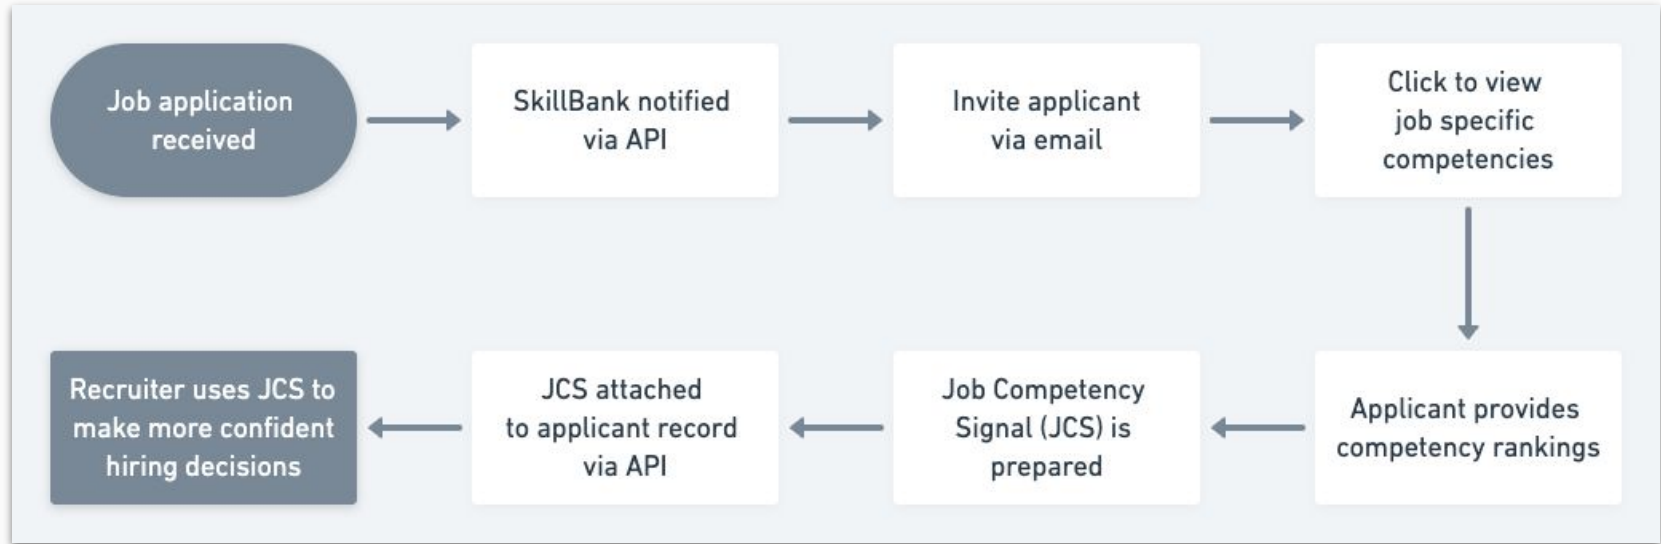 Job application
received
SkillBank notified
via API
Invite applicant
via email
Click to view
job specific
competencies
Applicant provides
competency rankings
Job Competency
Signal (JCS) is
prepared
JCS attached
to applicant record
via API
Recruiter uses JCS to
make more confident
hiring decisions